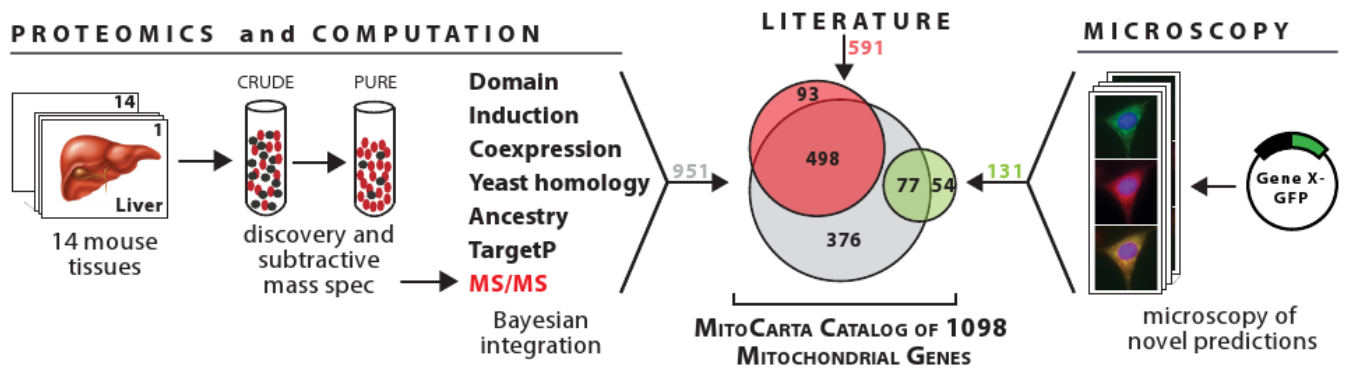 PROTEOMICS and COMPUTATION
14
1
Liver
14 mouse
tissues
CRUDE
PURE
discovery and
subtractive
mass spec
Domain
Induction
Coexpression
Yeast homology
Ancestry
TargetP
MS/MS
Bayesian
integration
951
LITERATURE
591
93
498
77
54
376
131
MITOCARTA CATALOG OF 1098
MITOCHONDRIAL GENES
MICROSCOPY
Gene X-
GFP
microscopy of
novel predictions